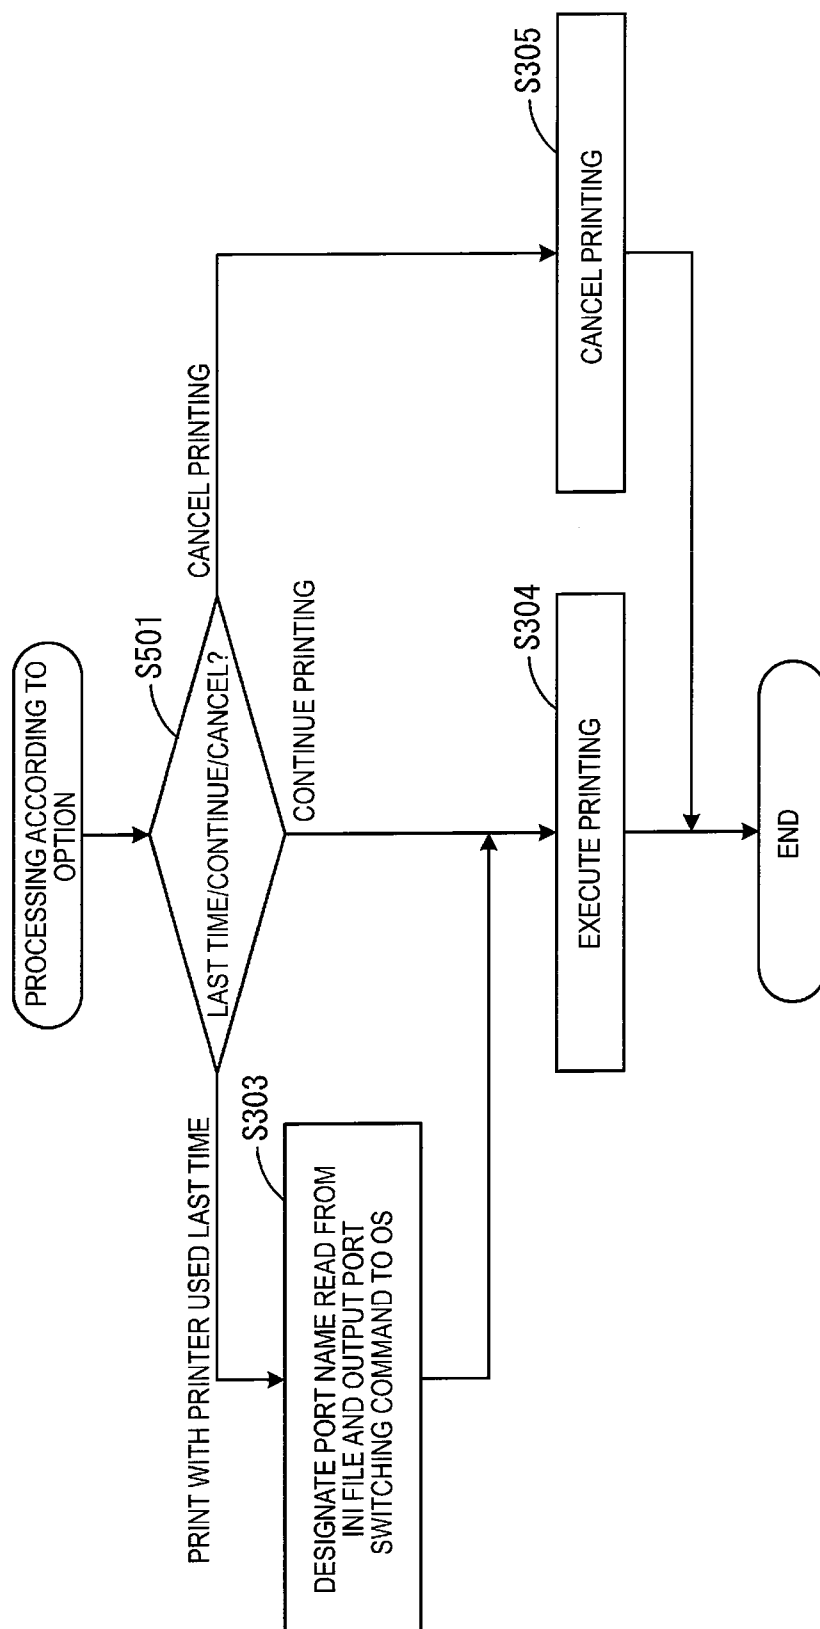 PROCESSING ACCORDING TO
OPTION
S501
LAST TIME/CONTINUE/CANCEL?
PRINT WITH PRINTER USED LAST TIME
CONTINUE PRINTING
CANCEL PRINTING
S303
DESIGNATE PORT NAME READ FROM
INI FILE AND OUTPUT PORT
SWITCHING COMMAND TO OS
S304
EXECUTE PRINTING
S305
CANCEL PRINTING
END